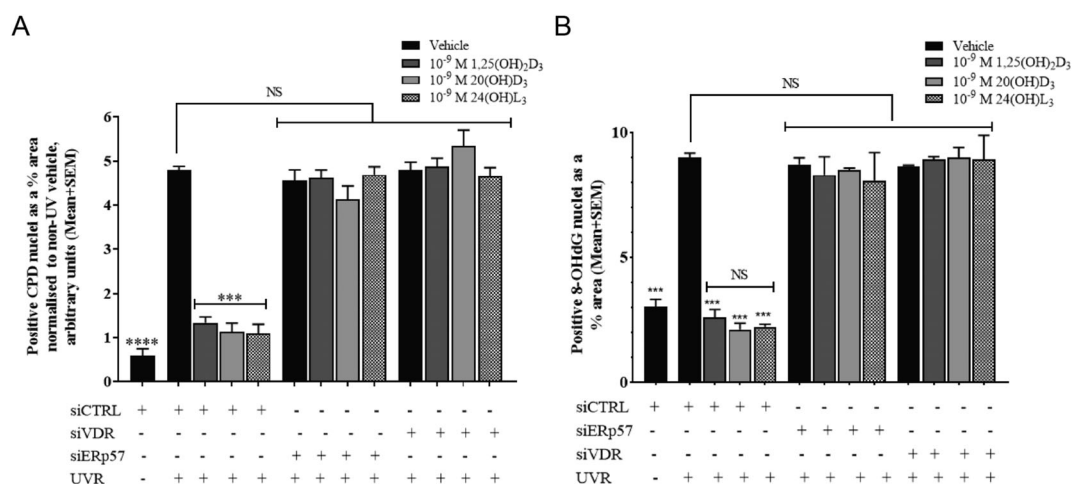 A
Vehicle
10⁻⁹ M 1,25(OH)₂D₃
10⁻⁹ M 20(OH)D₃
10⁻⁹ M 24(OH)L₃
NS
Positive CPD nuclei as a % area
normalised to non-UV vehicle,
arbitrary units (Mean+SEM)
6
5
4
3
2
1
0
****
***
siCTRL + + + + + - - - - - - - -
siVDR - - - - - - - - - + + + +
siERp57 - - - - - + + + + - - - -
UVR - + + + + + + + + + + + +
B
Vehicle
10⁻⁹ M 1,25(OH)₂D₃
10⁻⁹ M 20(OH)D₃
10⁻⁹ M 24(OH)L₃
NS
Positive 8-OHdG nuclei as a
% area (Mean+SEM)
10
8
6
4
2
0
NS
***
***
***
***
siCTRL + + + + + - - - - - - - -
siERp57 - - - - - + + + + - - - -
siVDR - - - - - - - - - + + + +
UVR - + + + + + + + + + + + +